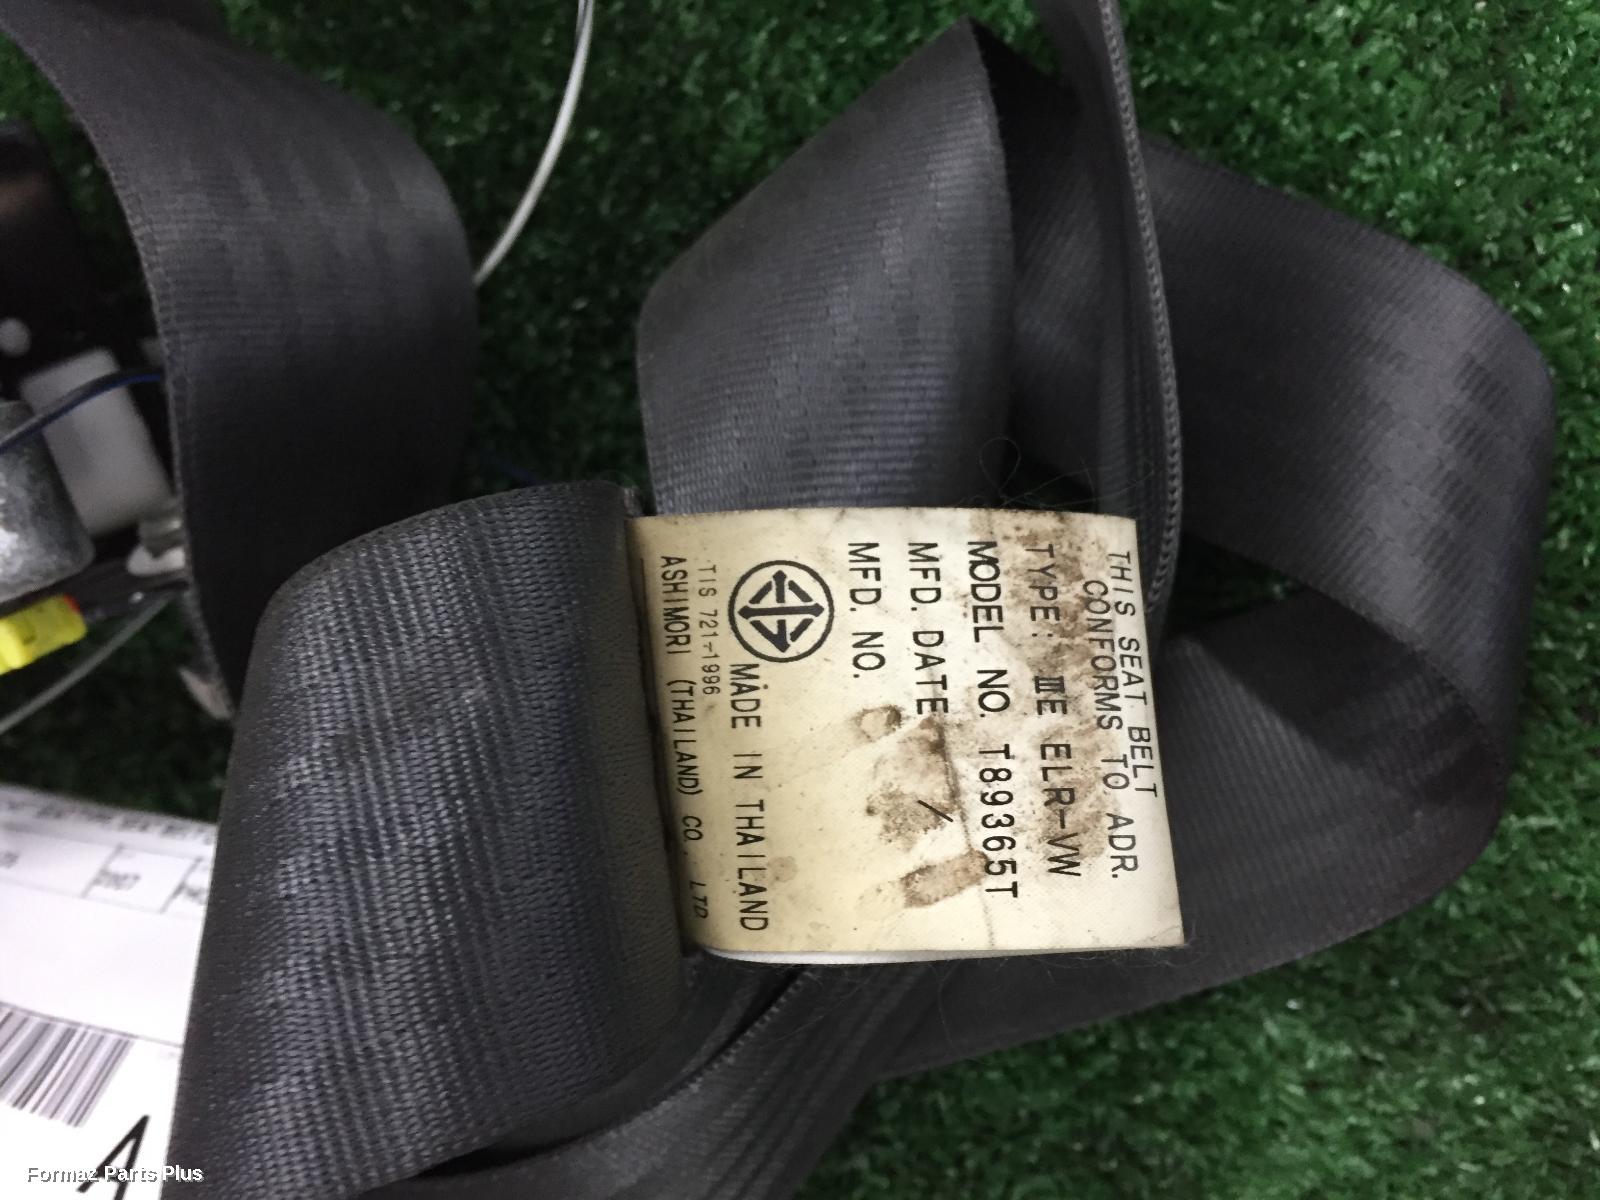 THIS SEAT BELT
CONFORMS TO ADR.
TYPE: ⅢE ELR-VW
MODEL NO. T89365T
MFD. DATE /
MFD. NO.
MADE IN THAILAND
TIS 721-1996
ASHIMORI (THAILAND) CO., LTD.
A
Formaz Parts Plus